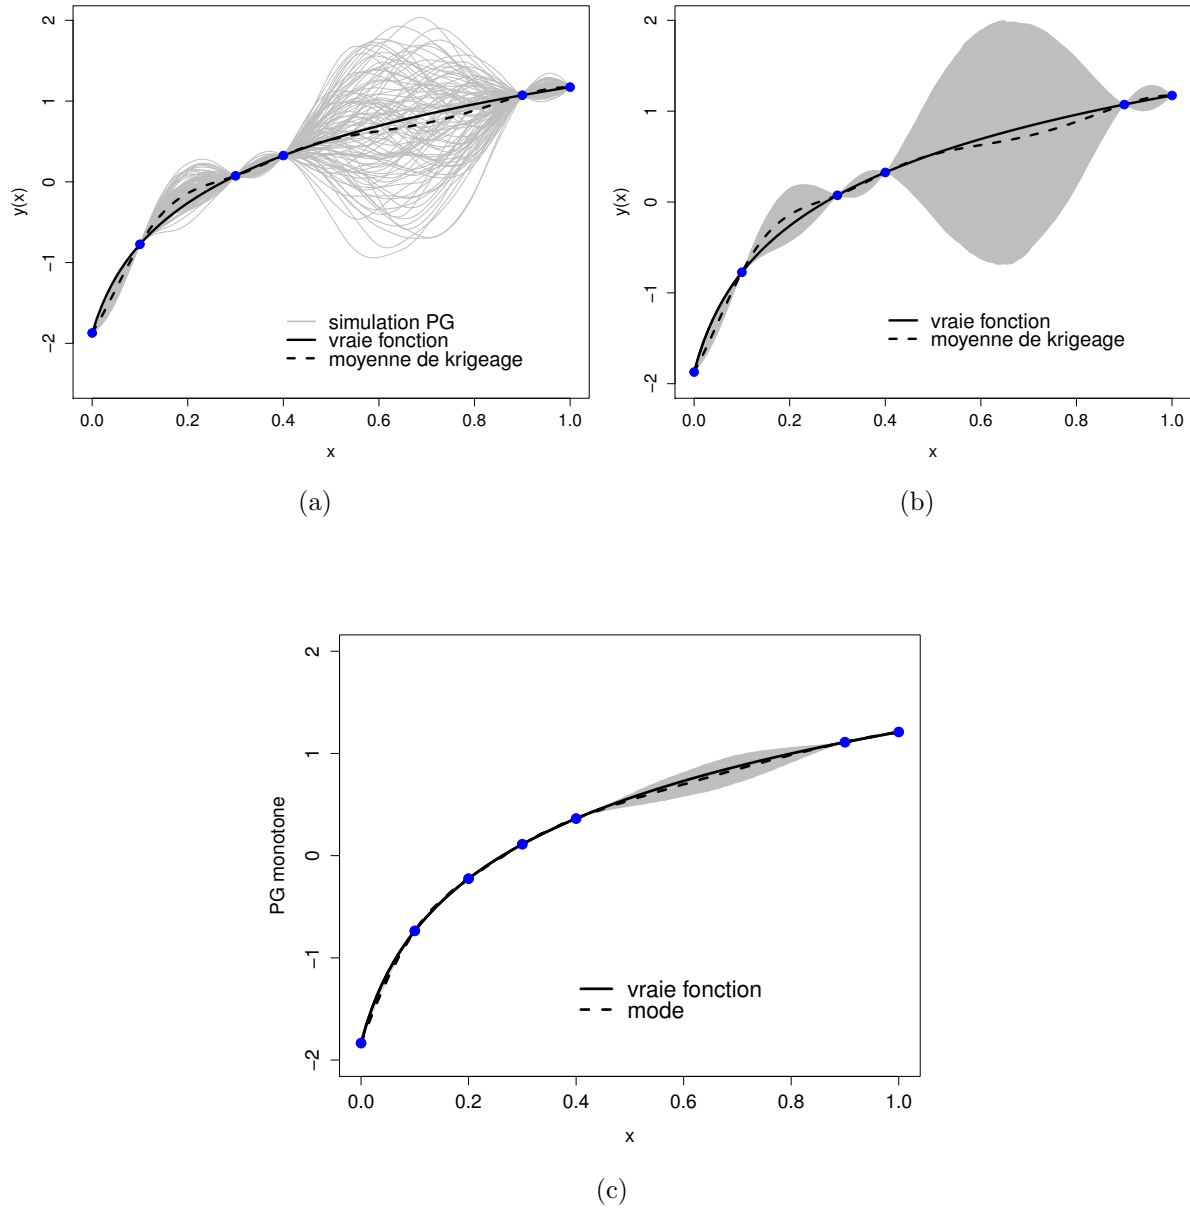 2
1
0
−1
−2
y(x)
simulation PG
vraie fonction
moyenne de krigeage
0.0 0.2 0.4 0.6 0.8 1.0
x
(a)
2
1
0
−1
−2
y(x)
vraie fonction
moyenne de krigeage
0.0 0.2 0.4 0.6 0.8 1.0
x
(b)
2
1
0
−1
−2
PG monotone
vraie fonction
mode
0.0 0.2 0.4 0.6 0.8 1.0
x
(c)